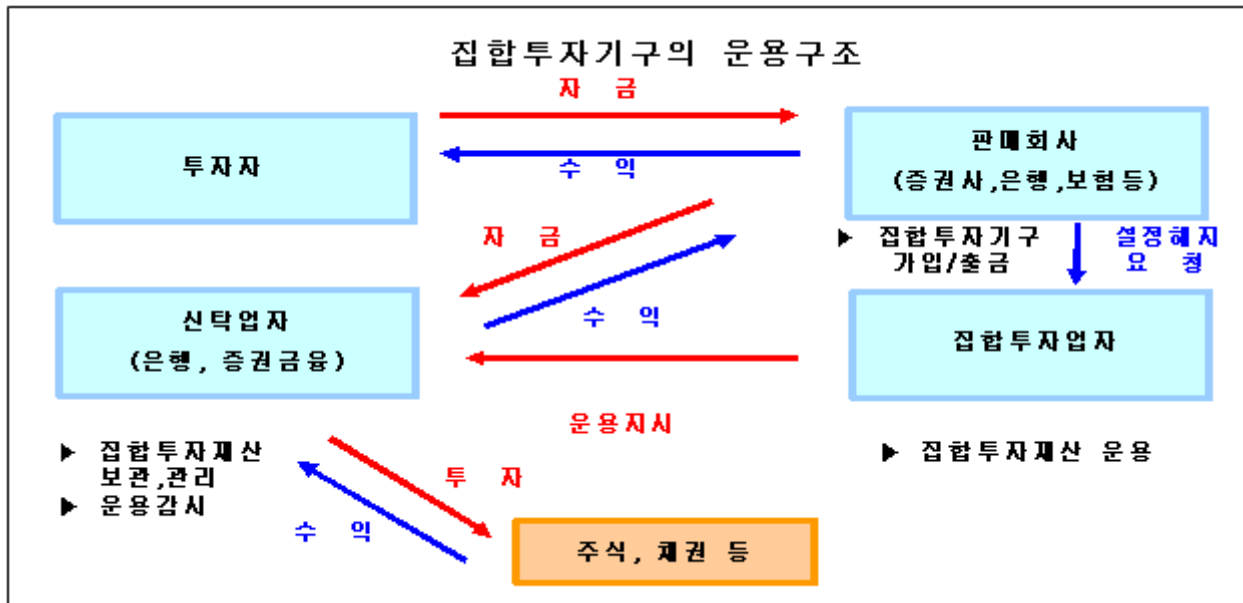 집합투자기구의 운용구조
자 금
투자자
수 익
판매회사
(증권사,은행,보험등)
자 금
▶ 집합투자기구
가입/출금
설정해지
요 청
수 익
신탁업자
(은행, 증권금융)
집합투자업자
운용지시
▶ 집합투자재산
보관,관리
▶ 운용감시
▶ 집합투자재산 운용
투 자
수 익
주식, 채권 등